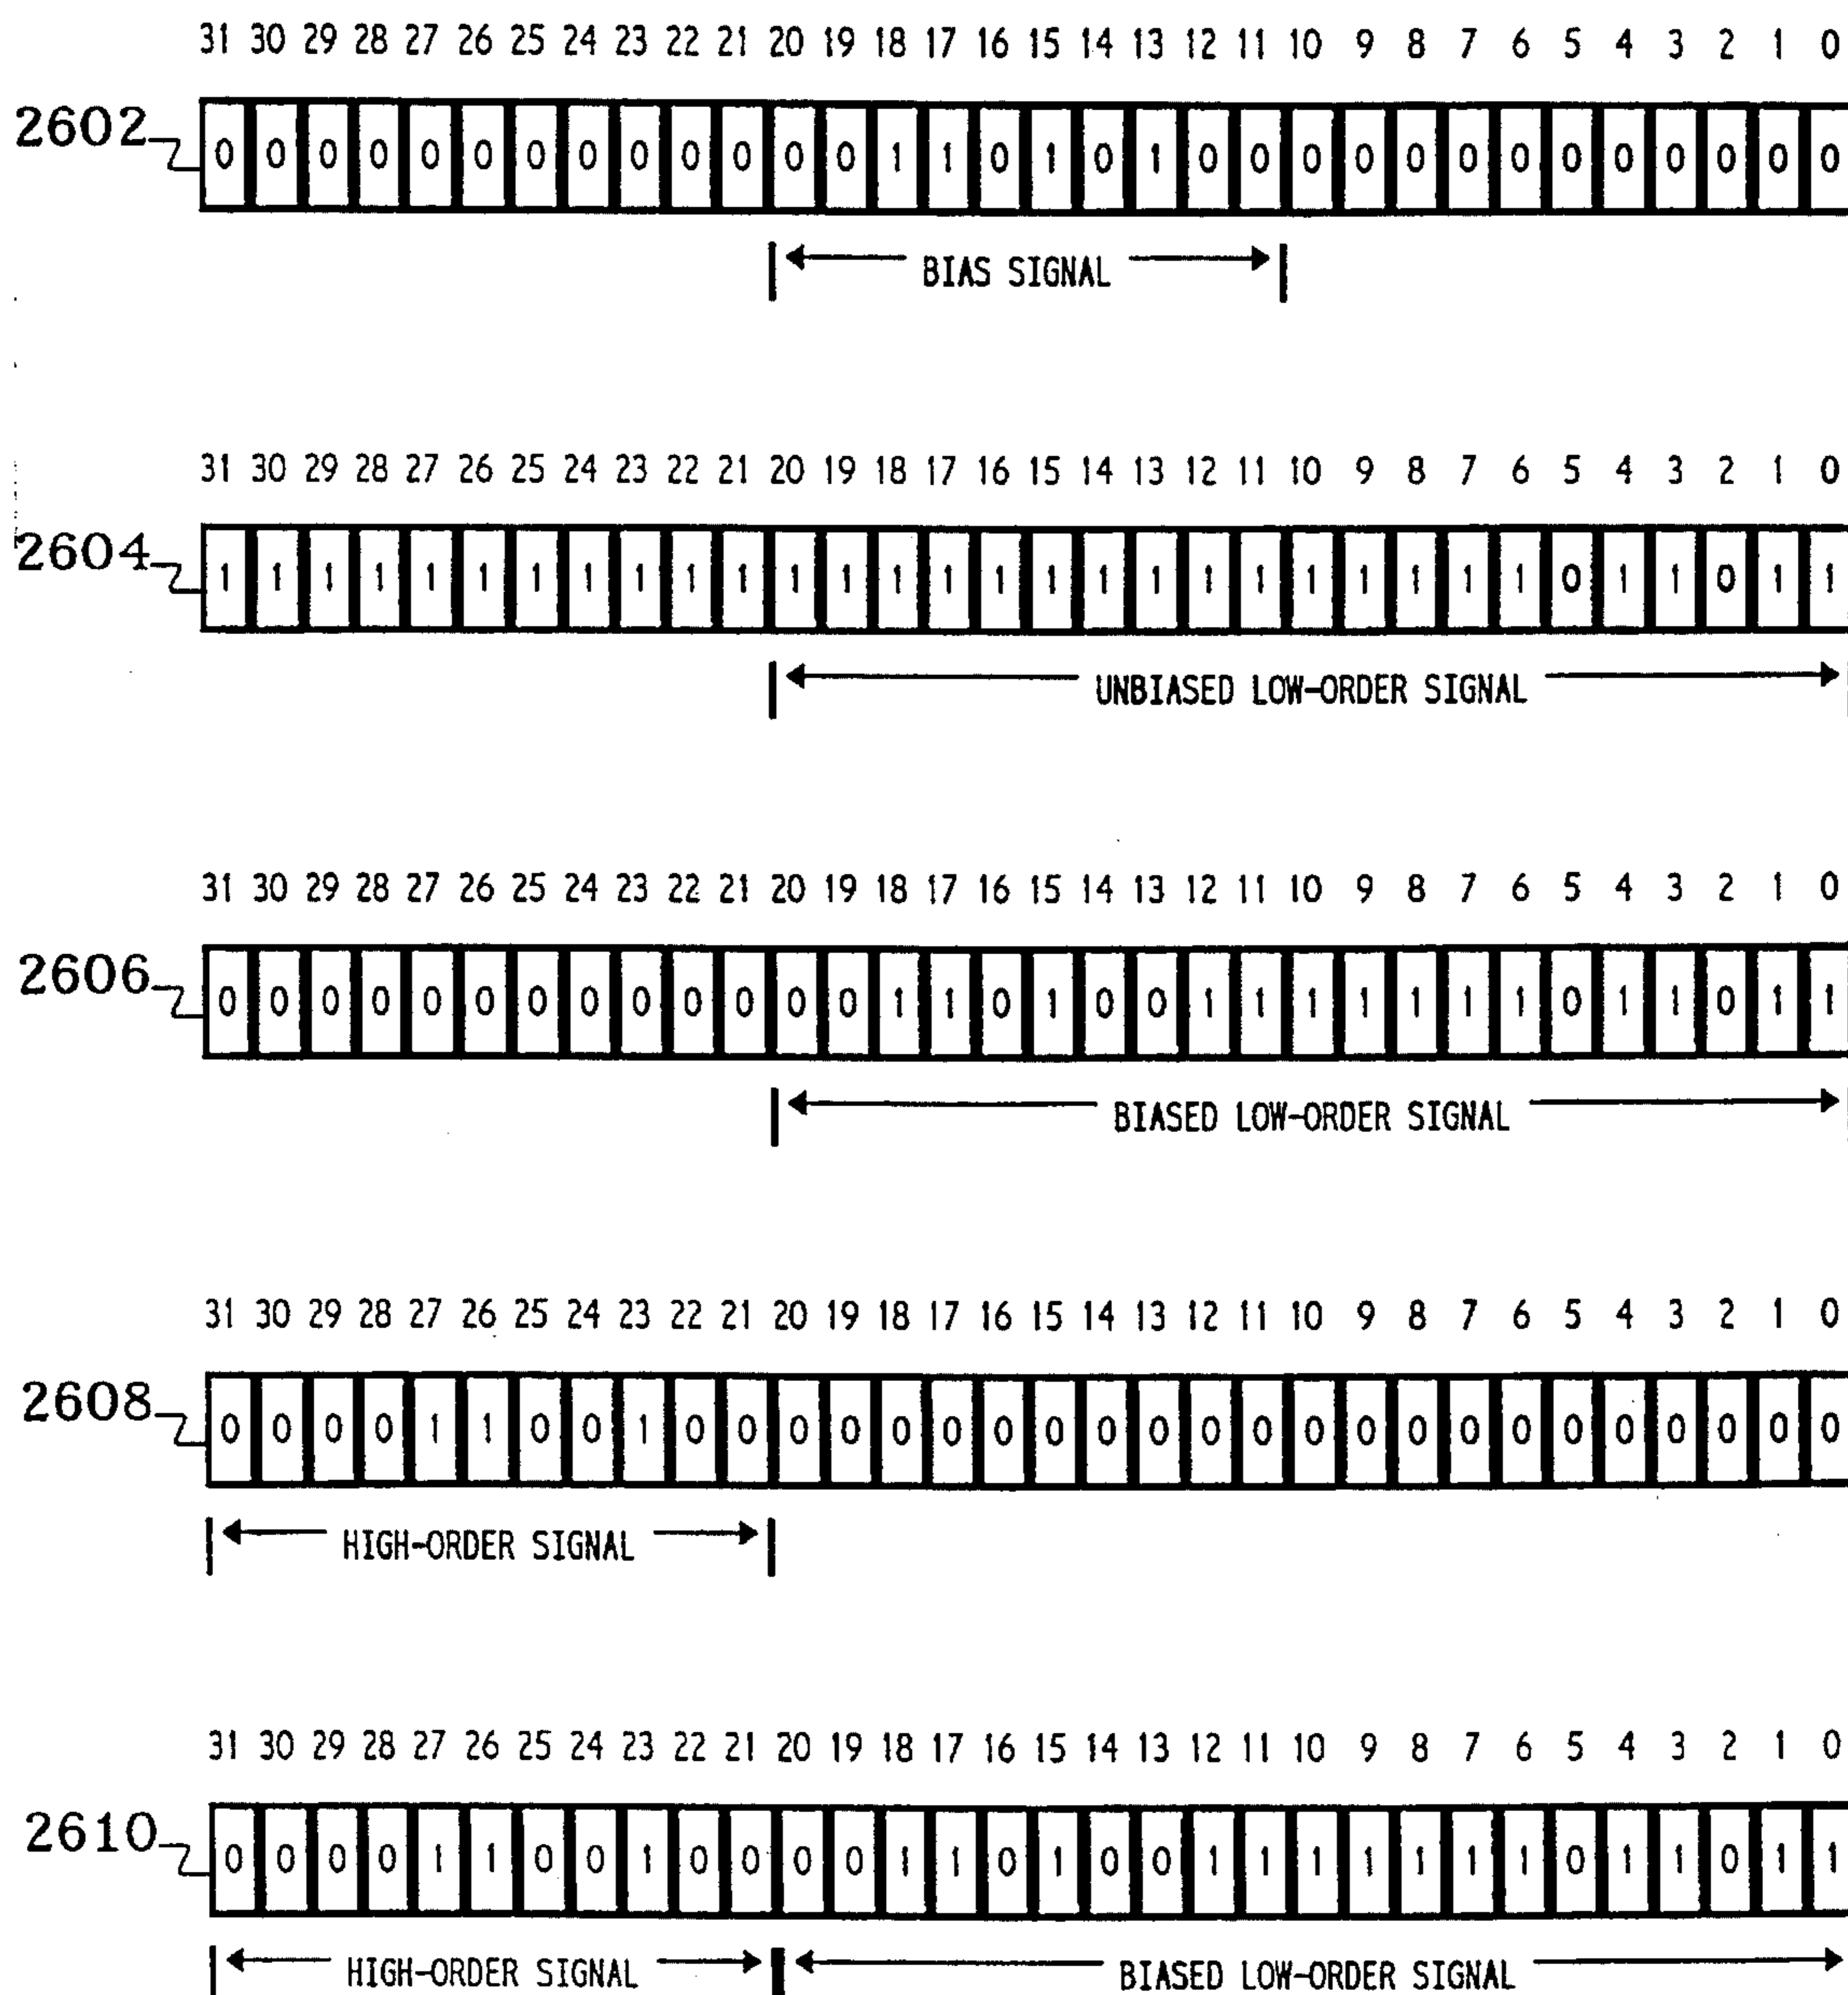 31 30 29 28 27 26 25 24 23 22 21 20 19 18 17 16 15 14 13 12 11 10 9 8 7 6 5 4 3 2 1 0
2602 0 0 0 0 0 0 0 0 0 0 0 0 0 1 1 0 1 0 1 0 0 0 0 0 0 0 0 0 0 0 0 0
BIAS SIGNAL
31 30 29 28 27 26 25 24 23 22 21 20 19 18 17 16 15 14 13 12 11 10 9 8 7 6 5 4 3 2 1 0
2604 1 1 1 1 1 1 1 1 1 1 1 1 1 1 1 1 1 1 1 1 1 1 1 1 1 1 0 1 1 0 1 1
UNBIASED LOW-ORDER SIGNAL
31 30 29 28 27 26 25 24 23 22 21 20 19 18 17 16 15 14 13 12 11 10 9 8 7 6 5 4 3 2 1 0
2606 0 0 0 0 0 0 0 0 0 0 0 0 0 1 1 0 1 0 0 1 1 1 1 1 1 1 0 1 1 0 1 1
BIASED LOW-ORDER SIGNAL
31 30 29 28 27 26 25 24 23 22 21 20 19 18 17 16 15 14 13 12 11 10 9 8 7 6 5 4 3 2 1 0
2608 0 0 0 0 1 1 0 0 1 0 0 0 0 0 0 0 0 0 0 0 0 0 0 0 0 0 0 0 0 0 0 0
HIGH-ORDER SIGNAL
31 30 29 28 27 26 25 24 23 22 21 20 19 18 17 16 15 14 13 12 11 10 9 8 7 6 5 4 3 2 1 0
2610 0 0 0 0 1 1 0 0 1 0 0 0 0 1 1 0 1 0 0 1 1 1 1 1 1 1 0 1 1 0 1 1
HIGH-ORDER SIGNAL BIASED LOW-ORDER SIGNAL